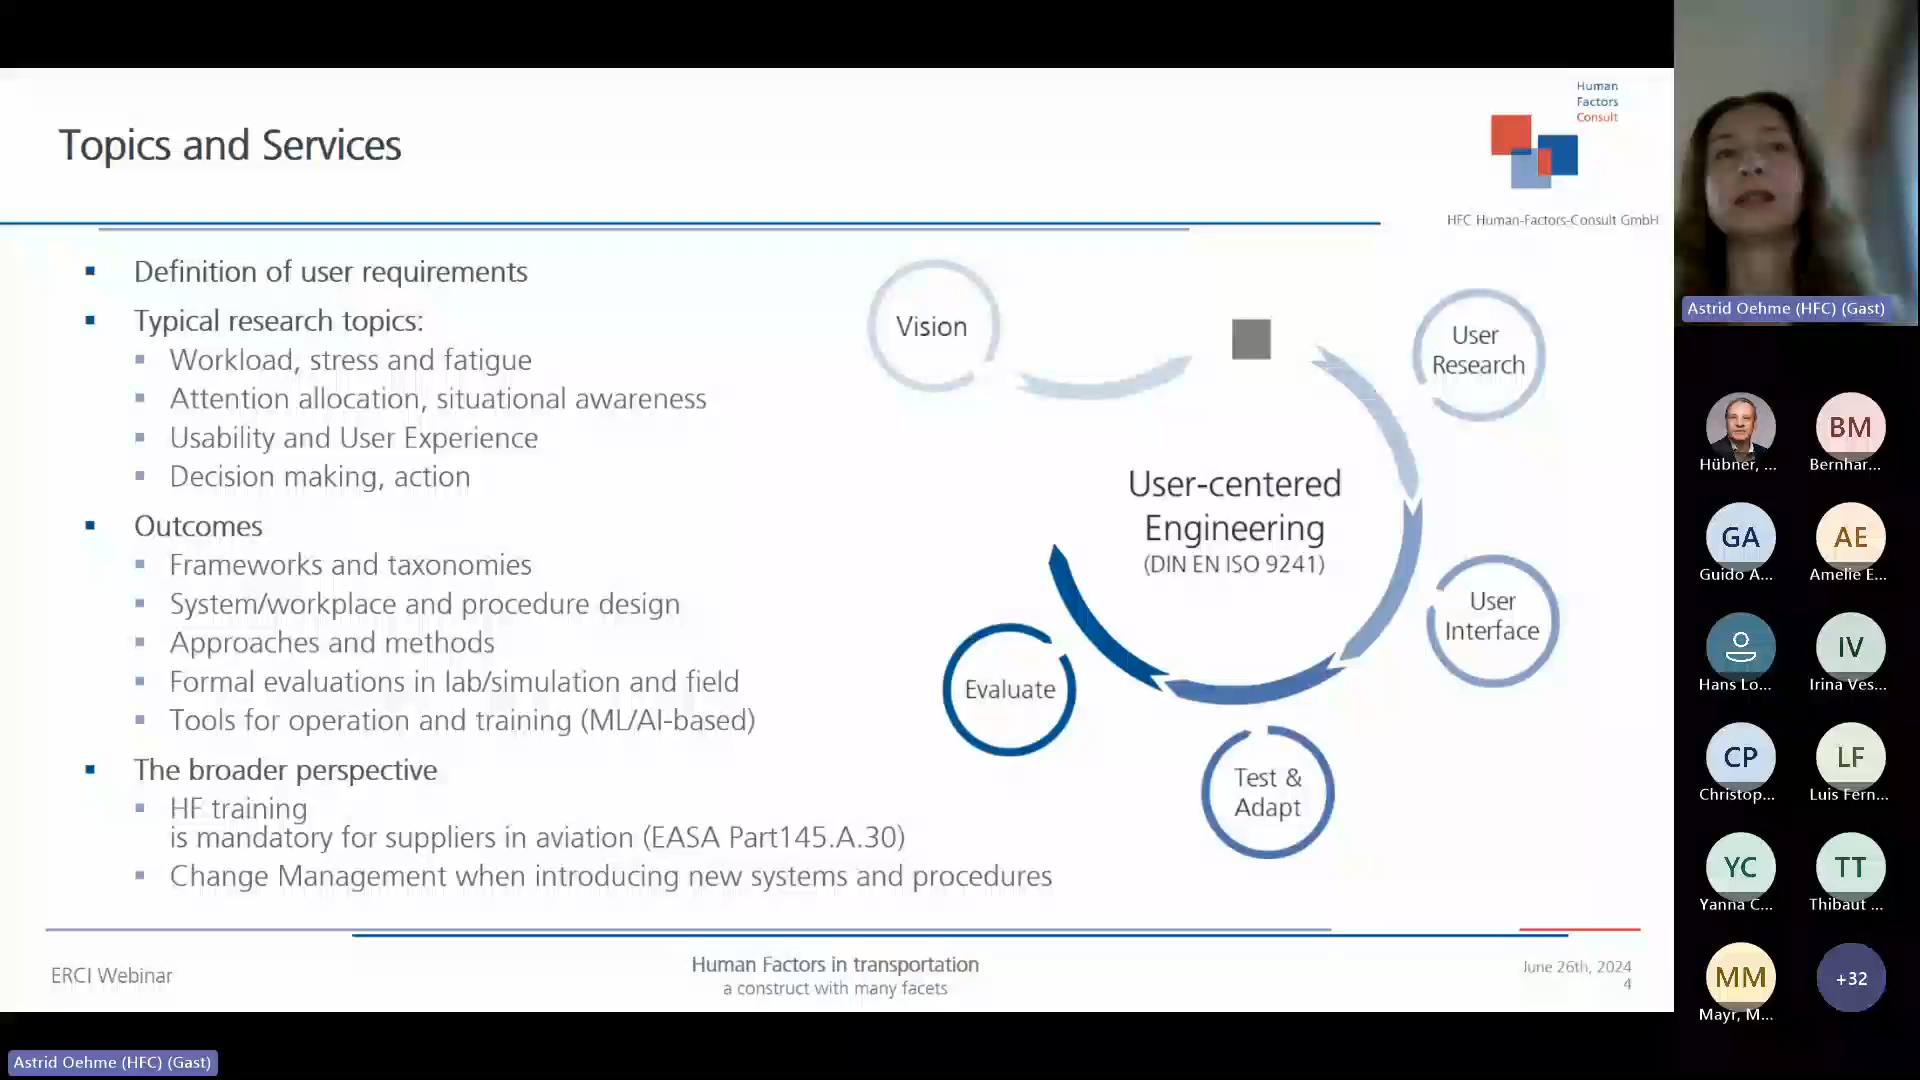 Human
Factors
Consult
Topics and Services
HFC Human-Factors-Consult GmbH
Definition of user requirements
Typical research topics:
Workload, stress and fatigue
Attention allocation, situational awareness
Usability and User Experience
Decision making, action
Outcomes
Frameworks and taxonomies
System/workplace and procedure design
Approaches and methods
Formal evaluations in lab/simulation and field
Tools for operation and training (ML/AI-based)
The broader perspective
HF training
is mandatory for suppliers in aviation (EASA Part145.A.30)
Change Management when introducing new systems and procedures
Vision
User
Research
User-centered
Engineering
(DIN EN ISO 9241)
User
Interface
Evaluate
Test &
Adapt
ERCI Webinar
Human Factors in transportation
a construct with many facets
June 26th, 2024
4
Astrid Oehme (HFC) (Gast)
Hübner, ...
BM
Bernhar...
GA
Guido A...
AE
Amelie E...
Hans Lo...
IV
Irina Ves...
CP
Christop...
LF
Luis Fern...
YC
Yanna C...
TT
Thibaut ...
MM
Mayr, M...
+32
Astrid Oehme (HFC) (Gast)